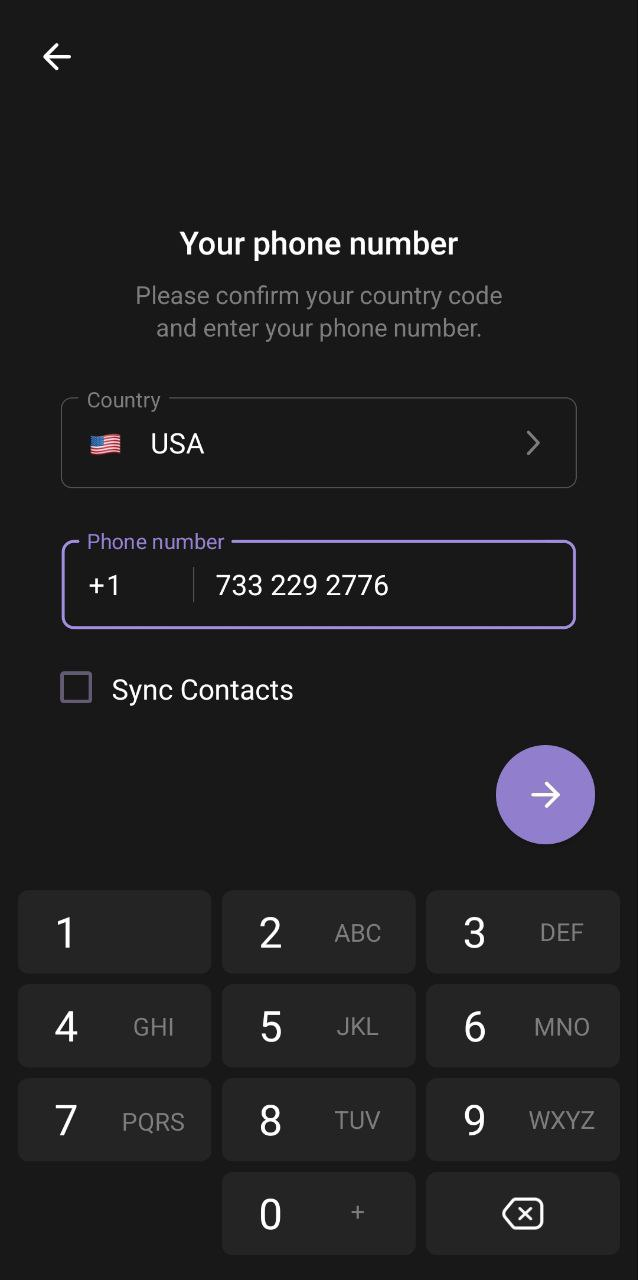 Your phone number
Please confirm your country code
and enter your phone number.
Country
USA
Phone number
+1 733 229 2776
Sync Contacts
1 2 ABC 3 DEF
4 GHI 5 JKL 6 MNO
7 PQRS 8 TUV 9 WXYZ
0 +